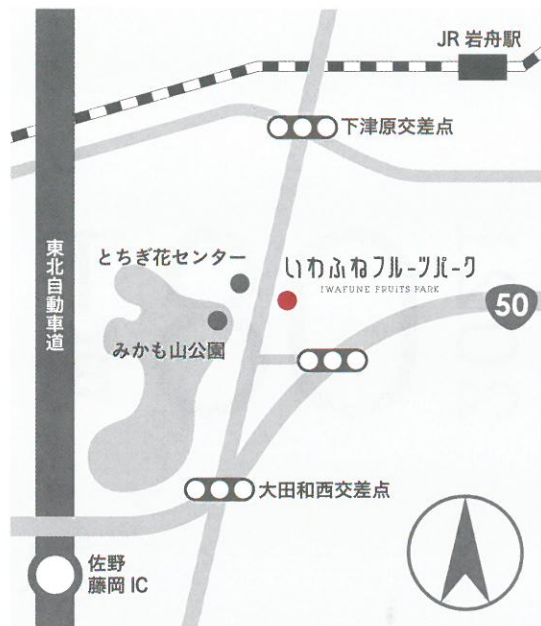 JR 岩舟駅
下津原交差点
東北自動車道
とちぎ花センター
いわふねフルーツパーク
IWAFUNE FRUITS PARK
50
みかも山公園
大田和西交差点
佐野
藤岡 IC